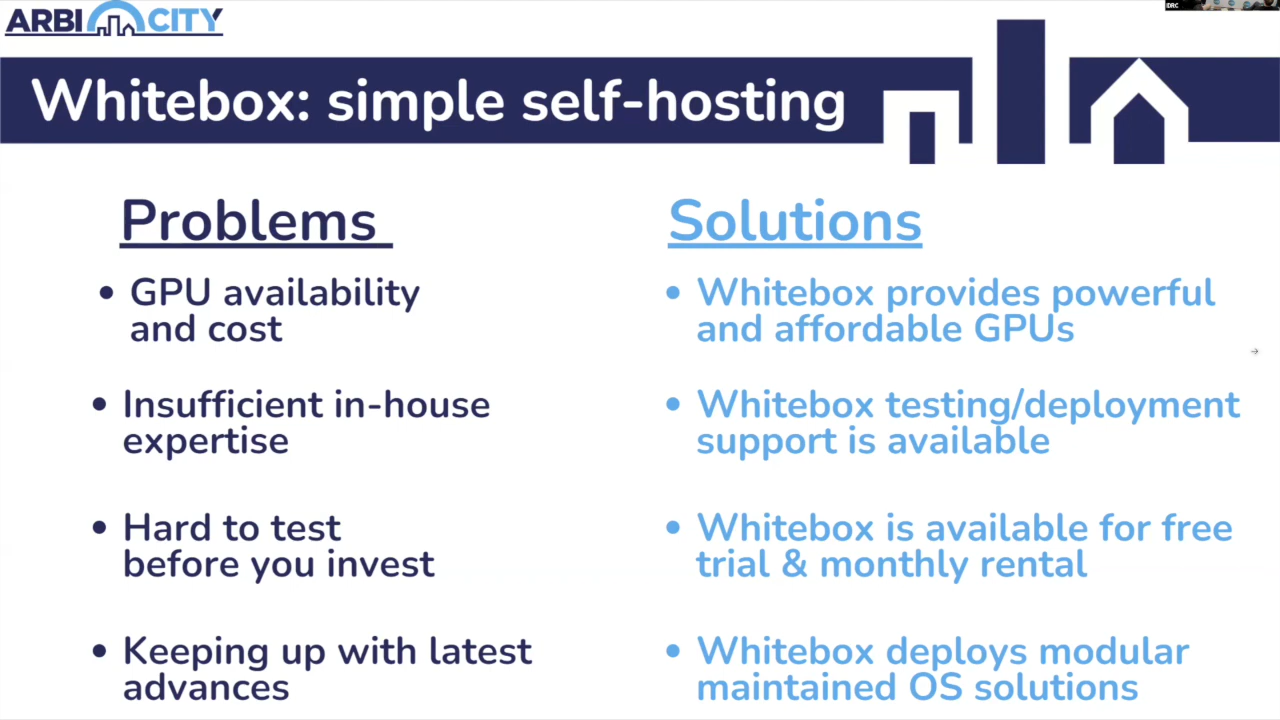 ARBI CITY
IDRC
Whitebox: simple self-hosting
Problems
GPU availability
and cost
Insufficient in-house
expertise
Hard to test
before you invest
Keeping up with latest
advances
Solutions
Whitebox provides powerful
and affordable GPUs
Whitebox testing/deployment
support is available
Whitebox is available for free
trial & monthly rental
Whitebox deploys modular
maintained OS solutions